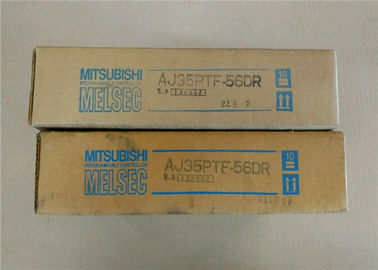 MITSUBISHI
PROGRAMMABLE CONTROLLER
MELSEC
AJ35PTF-56DR
10
MITSUBISHI
PROGRAMMABLE CONTROLLER
MELSEC
AJ35PTF-56DR
10